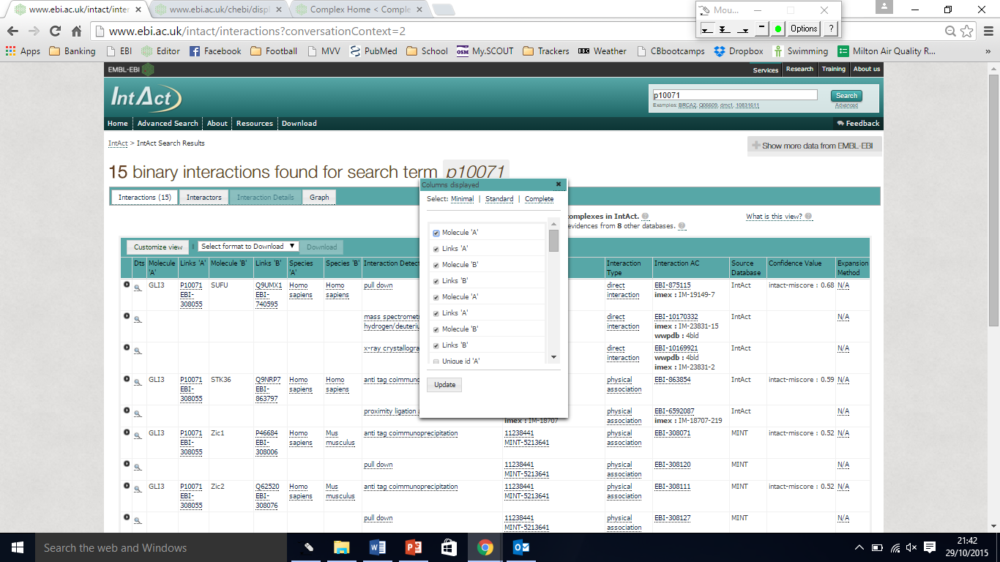 www.ebi.ac.uk/intact/inter
www.ebi.ac.uk/chebi/displ
Complex Home < Comple
Mou...
Options
?
www.ebi.ac.uk/intact/interactions?conversationContext=2
Apps Banking EBI Editor Facebook Football MVV PubMed School My.SCOUT Trackers Weather CBbootcamps Dropbox Swimming Milton Air Quality R... »
EMBL-EBI
Services Research Training About us
IntAct
p10071
Search
Examples: BRCA2, Q06609, dmc1, 10831611
Advanced
Home Advanced Search About Resources Download
Feedback
IntAct > IntAct Search Results
Show more data from EMBL-EBI
15 binary interactions found for search term p10071
Interactions (15) Interactors Interaction Details Graph
omplexes in IntAct.
What is this view?
evidences from 8 other databases.
Columns displayed
Select: Minimal | Standard | Complete
Molecule 'A'
Links 'A'
Molecule 'B'
Links 'B'
Molecule 'A'
Links 'A'
Molecule 'B'
Links 'B'
Unique id 'A'
Update
Customize view
Select format to Download
Download
Dts Molecule 'A' Links 'A' Molecule 'B' Links 'B' Species 'A' Species 'B' Interaction Detect Interaction Type Interaction AC Source Database Confidence Value Expansion Method
GLI3 P10071 SUFU Q9UMX1 Homo Homo pull down direct EBI-875115 IntAct intact-miscore : 0.68 N/A
EBI- EBI- sapiens sapiens interaction imex : IM-19149-7
308055 740595
mass spectrometr direct EBI-10170332 IntAct N/A
hydrogen/deuteriu interaction imex : IM-23831-15
wwpdb : 4bld
x-ray crystallogra direct EBI-10169921 IntAct N/A
interaction wwpdb : 4bld
imex : IM-23831-2
GLI3 P10071 STK36 Q9NRP7 Homo Homo anti tag coimmuno physical EBI-863854 IntAct intact-miscore : 0.59 N/A
EBI- EBI- sapiens sapiens association
308055 863797
proximity ligation a physical EBI-6592087 IntAct N/A
imex : IM-18707 association imex : IM-18707-219
GLI3 P10071 Zic1 P46684 Homo Mus anti tag coimmunoprecipitation 11238441 physical EBI-308071 MINT intact-miscore : 0.52 N/A
EBI- EBI- sapiens musculus MINT-5213641 association
308055 308006
pull down 11238441 physical EBI-308120 MINT N/A
MINT-5213641 association
GLI3 P10071 Zic2 Q62520 Homo Mus anti tag coimmunoprecipitation 11238441 physical EBI-308111 MINT intact-miscore : 0.52 N/A
EBI- EBI- sapiens musculus MINT-5213641 association
308055 308076
pull down 11238441 physical EBI-308127 MINT N/A
MINT-5213641 association
Search the web and Windows
21:42
29/10/2015